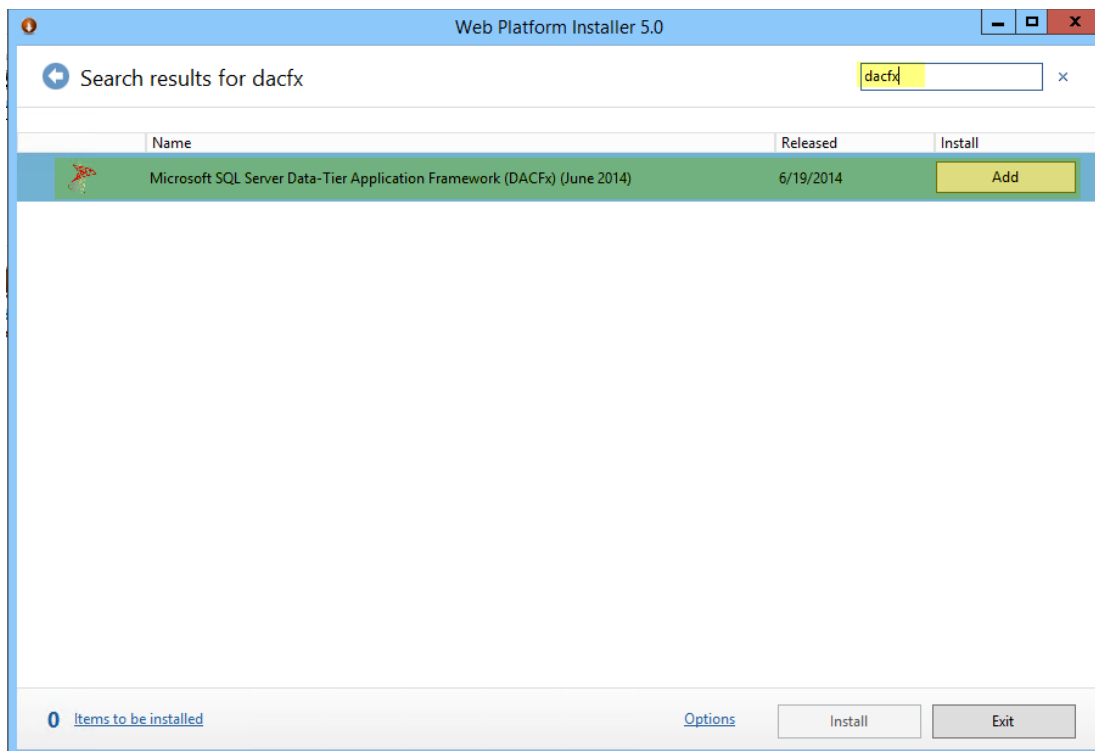 Web Platform Installer 5.0
Search results for dacfx
dacfx
Name Released Install
Microsoft SQL Server Data-Tier Application Framework (DACFx) (June 2014) 6/19/2014 Add
0 Items to be installed Options Install Exit